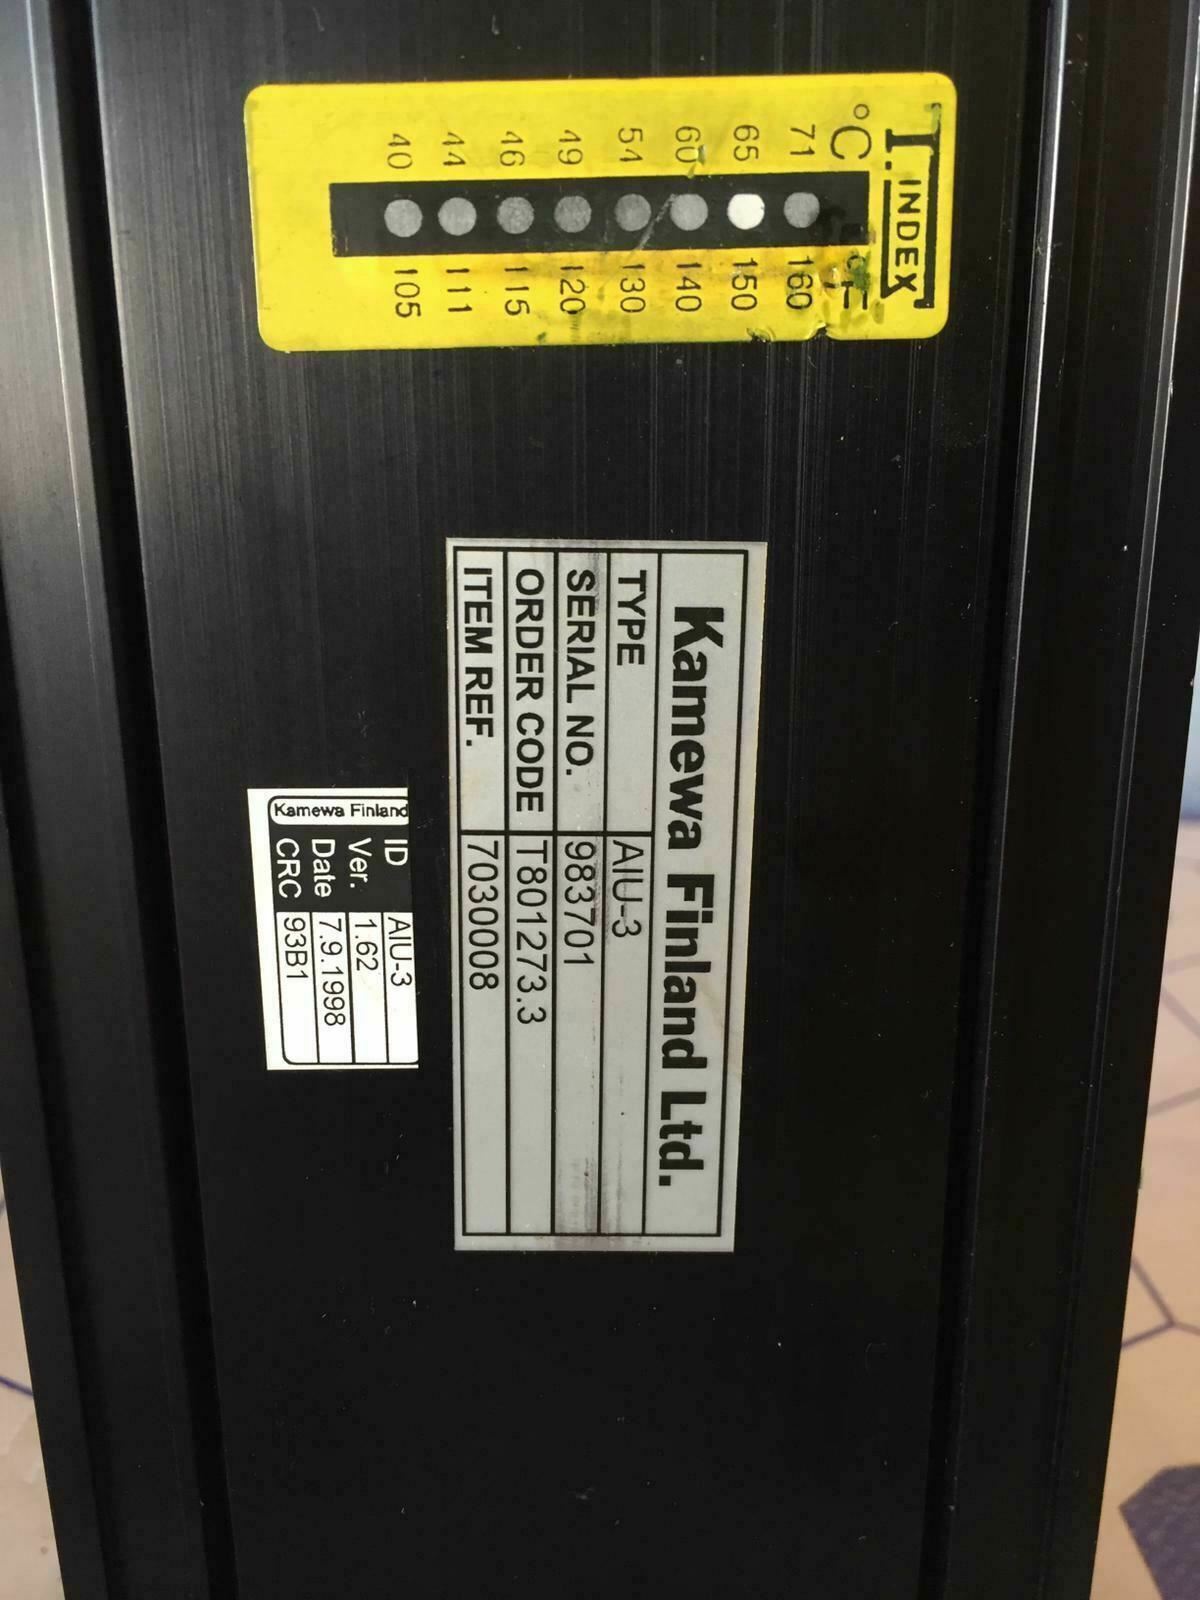 T. INDEX
°C 71 65 60 54 49 46 44 40
°F 160 150 140 130 120 115 111 105
Kamewa Finland Ltd.
TYPE AIU-3
SERIAL NO. 983701
ORDER CODE T801273.3
ITEM REF. 7030008
Kamewa Finland
ID AIU-3
Ver. 1.62
Date 7.9.1998
CRC 93B1